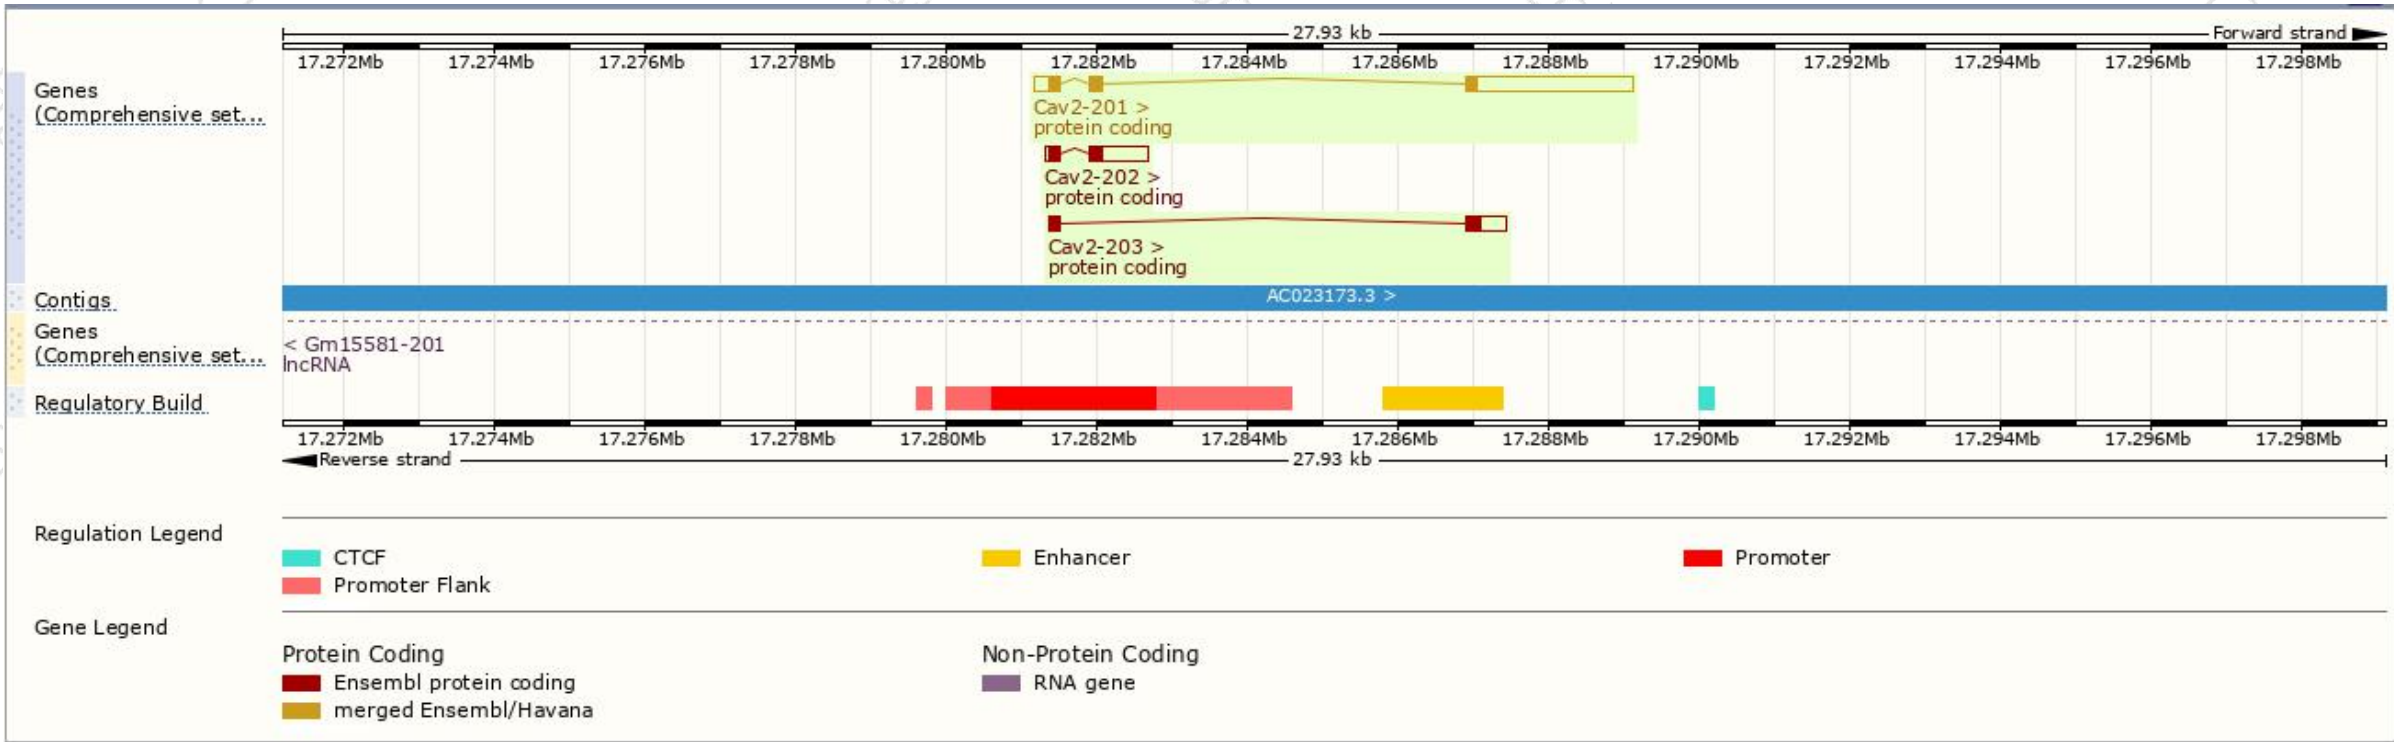 27.93 kb
Forward strand
17.272Mb 17.274Mb 17.276Mb 17.278Mb 17.280Mb 17.282Mb 17.284Mb 17.286Mb 17.288Mb 17.290Mb 17.292Mb 17.294Mb 17.296Mb 17.298Mb
Genes
(Comprehensive set...
Cav2-201 >
protein coding
Cav2-202 >
protein coding
Cav2-203 >
protein coding
Contigs
AC023173.3 >
Genes
(Comprehensive set...
< Gm15581-201
lncRNA
Regulatory Build
17.272Mb 17.274Mb 17.276Mb 17.278Mb 17.280Mb 17.282Mb 17.284Mb 17.286Mb 17.288Mb 17.290Mb 17.292Mb 17.294Mb 17.296Mb 17.298Mb
Reverse strand
27.93 kb
Regulation Legend
CTCF
Enhancer
Promoter
Promoter Flank
Gene Legend
Protein Coding
Non-Protein Coding
Ensembl protein coding
RNA gene
merged Ensembl/Havana